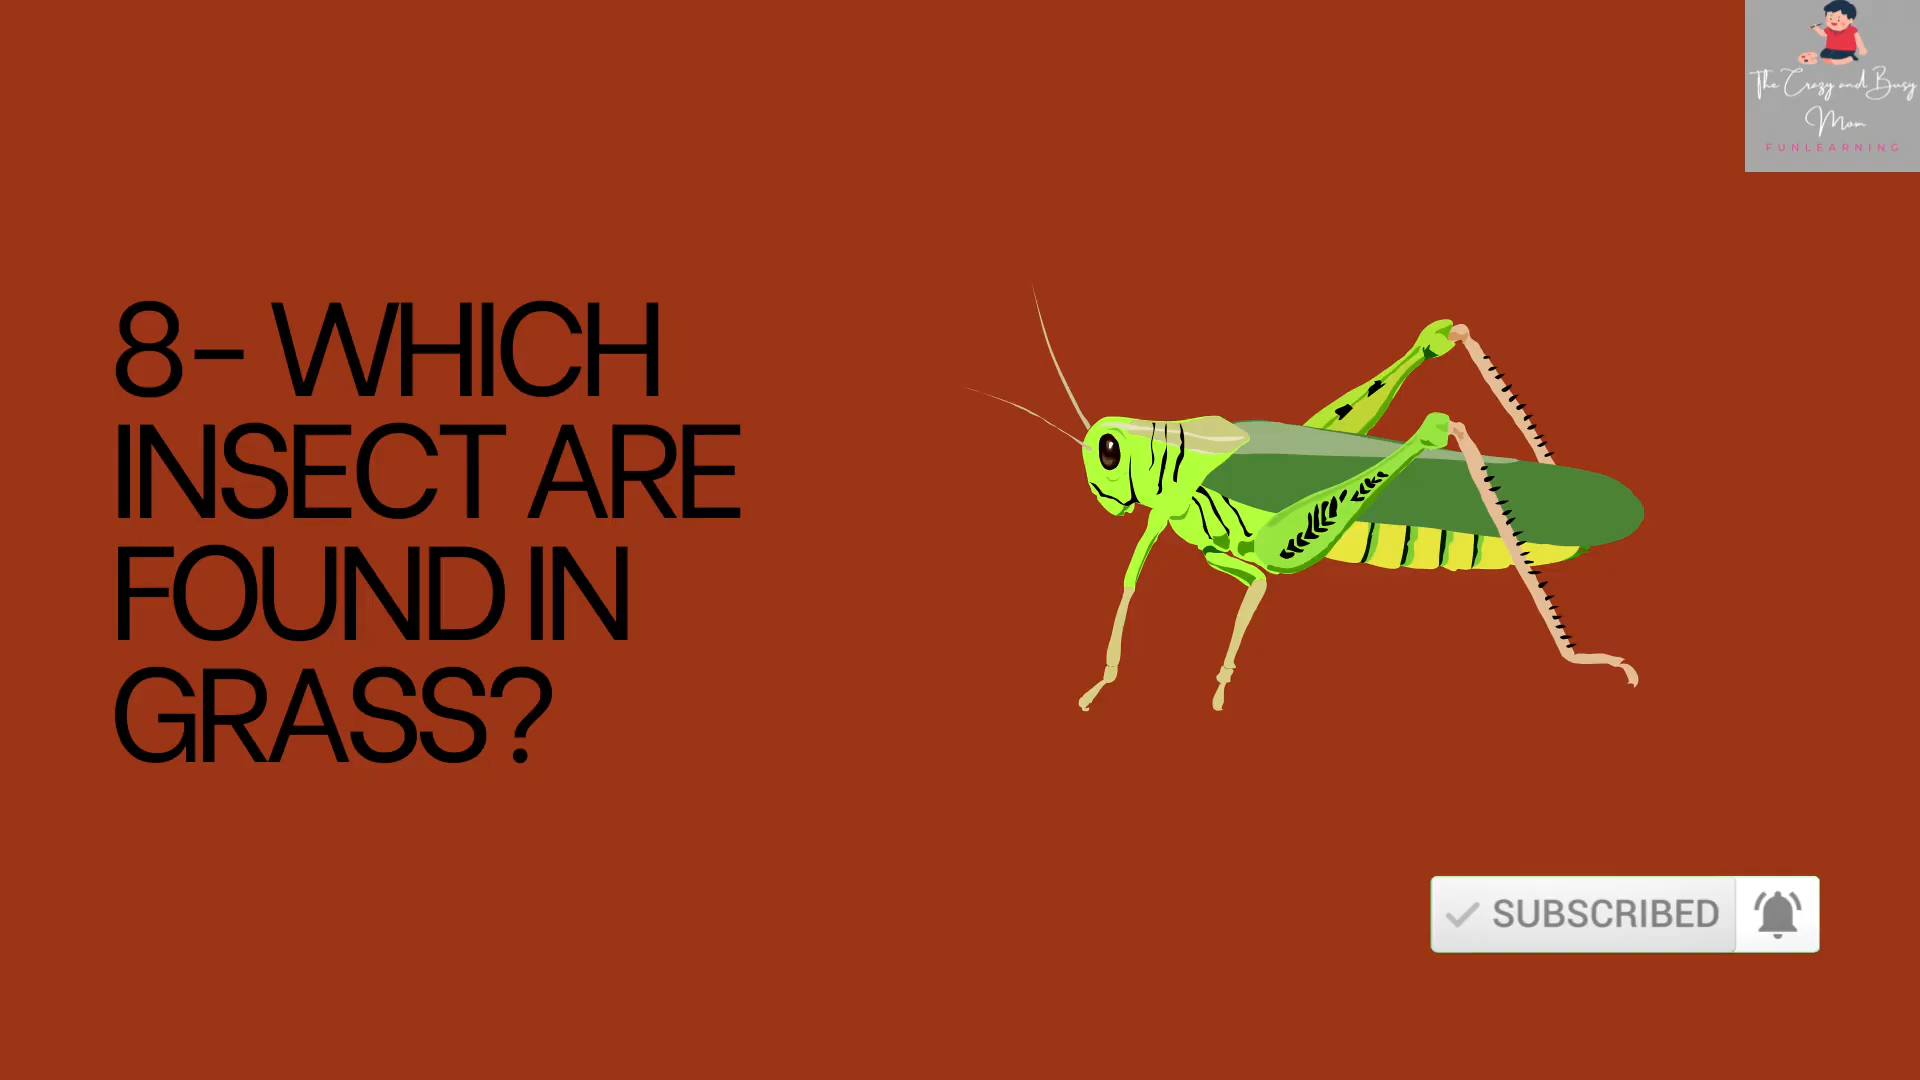 The Crazy and Busy
Mom
FUNLEARNING
8- WHICH
INSECT ARE
FOUND IN
GRASS?
SUBSCRIBED